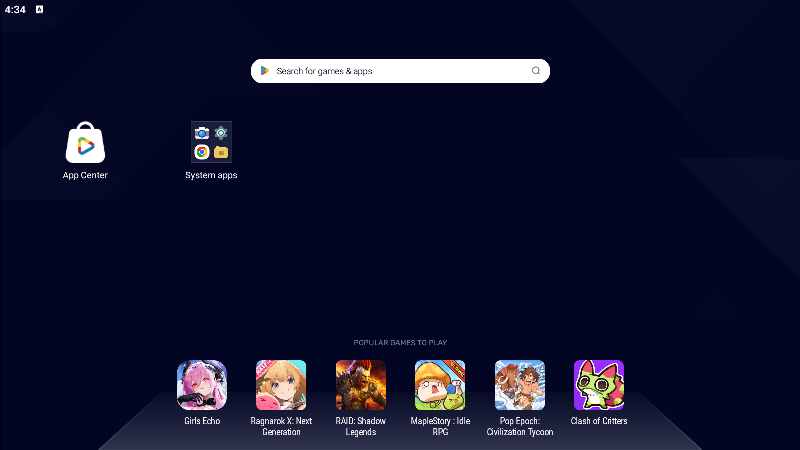 4:34
A
Search for games & apps
App Center
System apps
POPULAR GAMES TO PLAY
Girls Echo
Ragnarok X: Next
Generation
RAID: Shadow
Legends
MapleStory : Idle
RPG
Pop Epoch:
Civilization Tycoon
Clash of Critters